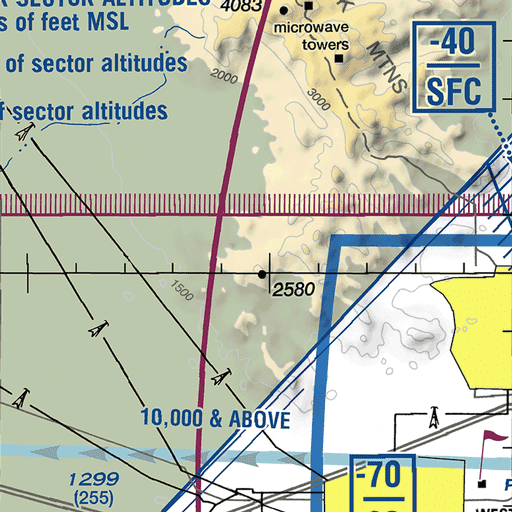 SECTOR ALTITUDES
s of feet MSL
of sector altitudes
sector altitudes
4083
microwave
towers
MTNS
2000
3000
-40
SFC
2580
1500
10,000 & ABOVE
1299
(255)
-70